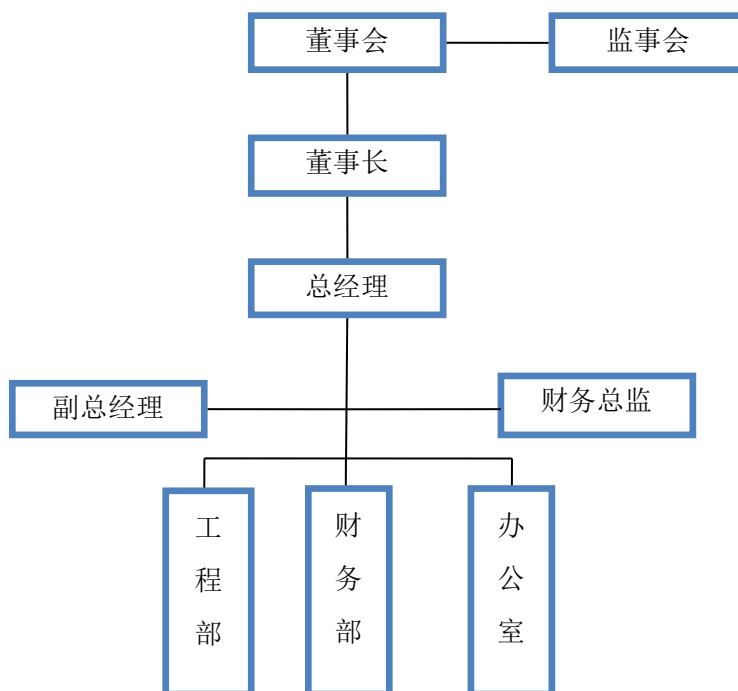 董事会
监事会
董事长
总经理
副总经理
财务总监
工程部
财务部
办公室